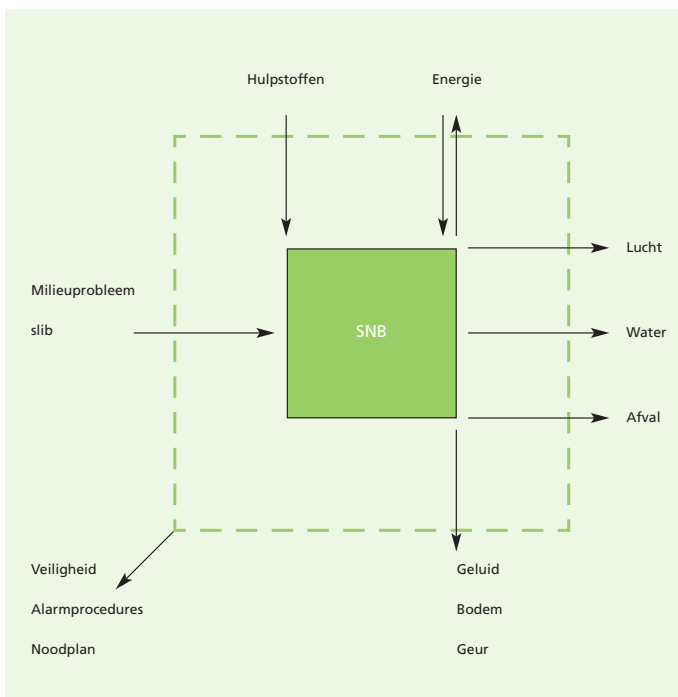 Hulpstoffen
Energie
Lucht
Milieuprobleem
slib
SNB
Water
Afval
Veiligheid
Alarmprocedures
Noodplan
Geluid
Bodem
Geur